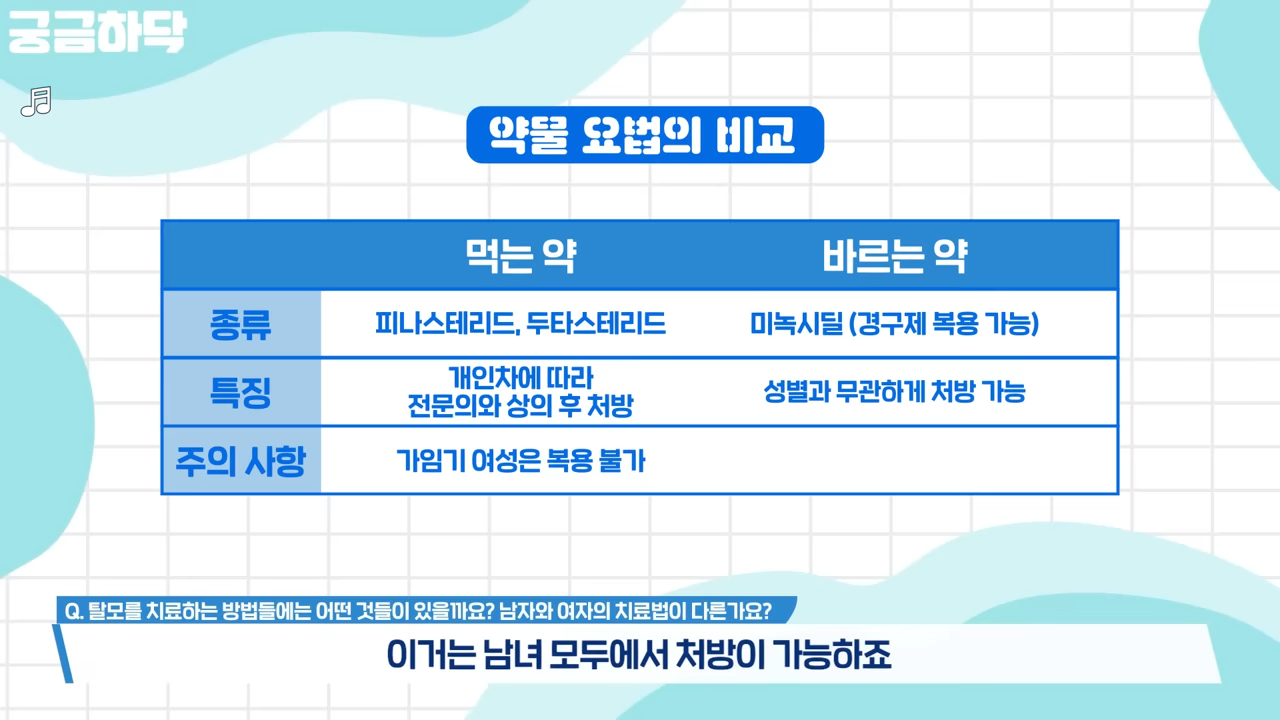 궁금하닥
약물 요법의 비교
먹는 약 바르는 약
종류 피나스테리드, 두타스테리드 미녹시딜 (경구제 복용 가능)
특징 개인차에 따라
전문의와 상의 후 처방 성별과 무관하게 처방 가능
주의 사항 가임기 여성은 복용 불가
Q. 탈모를 치료하는 방법들에는 어떤 것들이 있을까요? 남자와 여자의 치료법이 다른가요?
이거는 남녀 모두에서 처방이 가능하죠